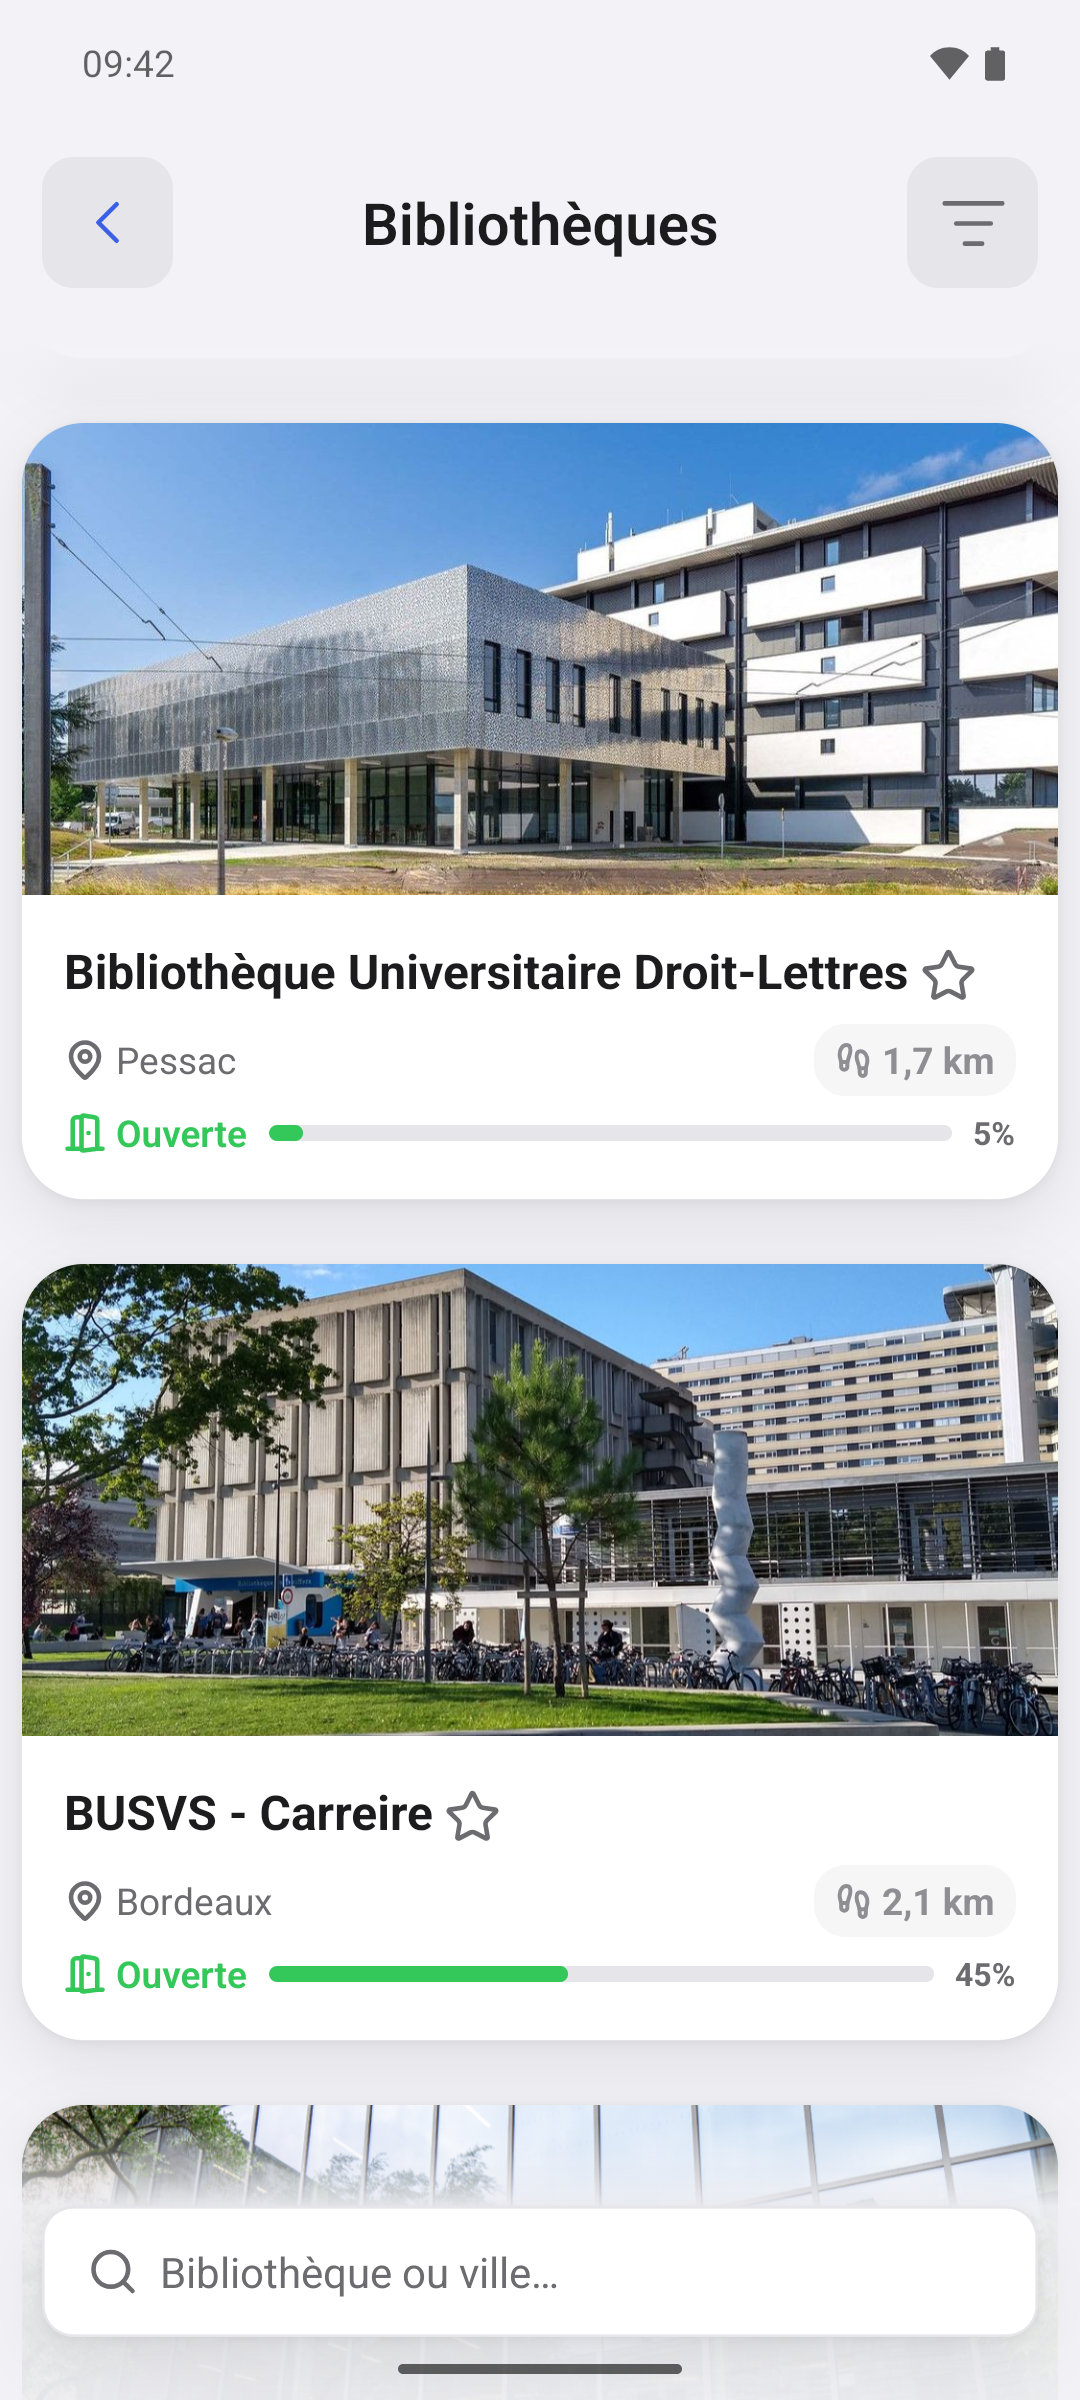 09:42
Bibliothèques
Bibliothèque Universitaire Droit-Lettres
Pessac
1,7 km
Ouverte
5%
BUSVS - Carreire
Bordeaux
2,1 km
Ouverte
45%
Bibliothèque ou ville...